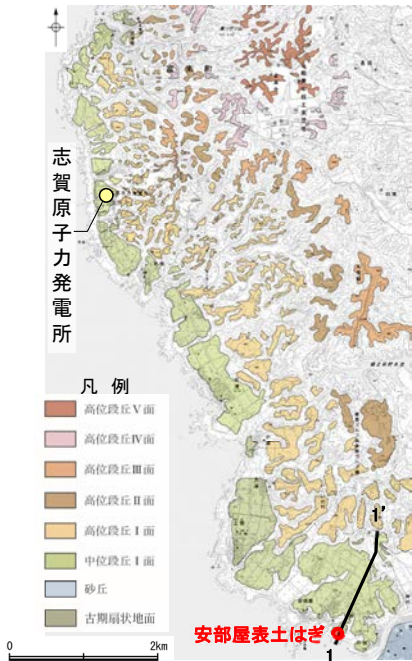 志賀原子力発電所
凡例
高位段丘Ⅴ面
高位段丘Ⅳ面
高位段丘Ⅲ面
高位段丘Ⅱ面
高位段丘Ⅰ面
中位段丘Ⅰ面
砂丘
古期扇状地面
1'
安部屋表土はぎ
1
0 2km